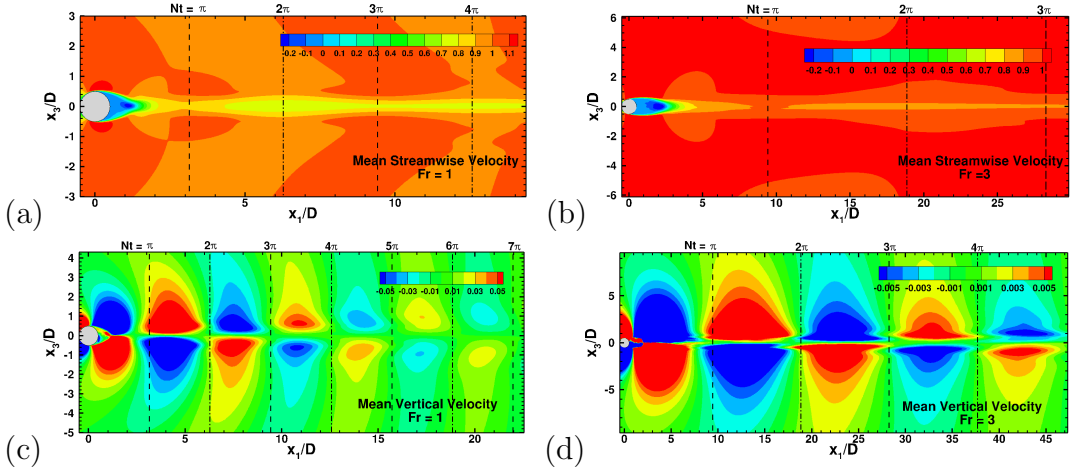 Nt = π 2π 3π 4π
3
2
1
0
-1
-2
-3
x3/D
-0.2 -0.1 0 0.1 0.2 0.3 0.4 0.5 0.6 0.7 0.8 0.9 1 1.1
Mean Streamwise Velocity
Fr = 1
0 5 10
x1/D
(a)
Nt = π 2π 3π
6
4
2
0
-2
-4
-6
x3/D
-0.2 -0.1 0 0.1 0.2 0.3 0.4 0.5 0.6 0.7 0.8 0.9 1
Mean Streamwise Velocity
Fr =3
0 5 10 15 20 25
x1/D
(b)
Nt = π 2π 3π 4π 5π 6π 7π
4
3
2
1
0
-1
-2
-3
-4
-5
x3/D
-0.05 -0.03 -0.01 0.01 0.03 0.05
Mean Vertical Velocity
Fr = 1
0 5 10 15 20
x1/D
(c)
Nt = π 2π 3π 4π
5
0
-5
x3/D
-0.005 -0.003 -0.001 0.001 0.003 0.005
Mean Vertical Velocity
Fr = 3
0 5 10 15 20 25 30 35 40 45
x1/D
(d)